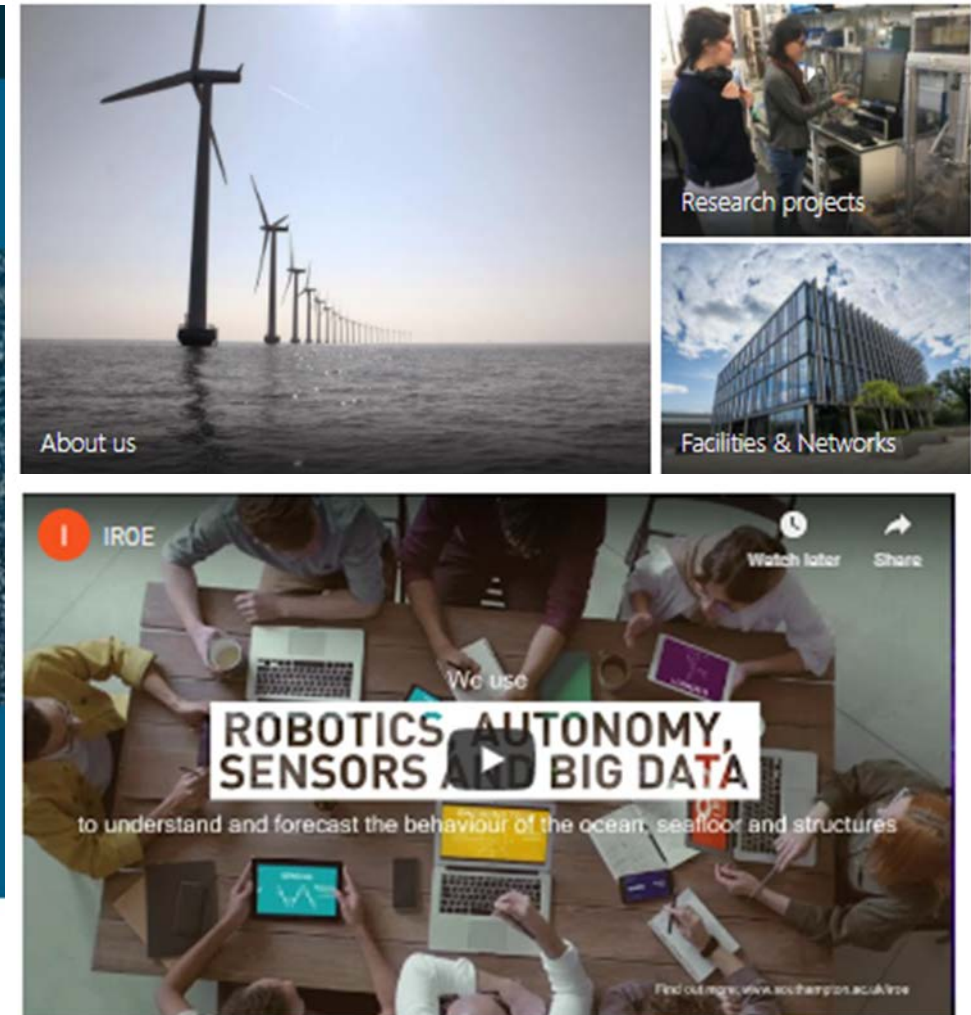 Research projects
About us
Facilities & Networks
I IROE
Watch later
Share
We use
ROBOTICS, AUTONOMY,
SENSORS AND BIG DATA
to understand and forecast the behaviour of the ocean, seafloor and structures
Find out more: www.southampton.ac.uk/iroe